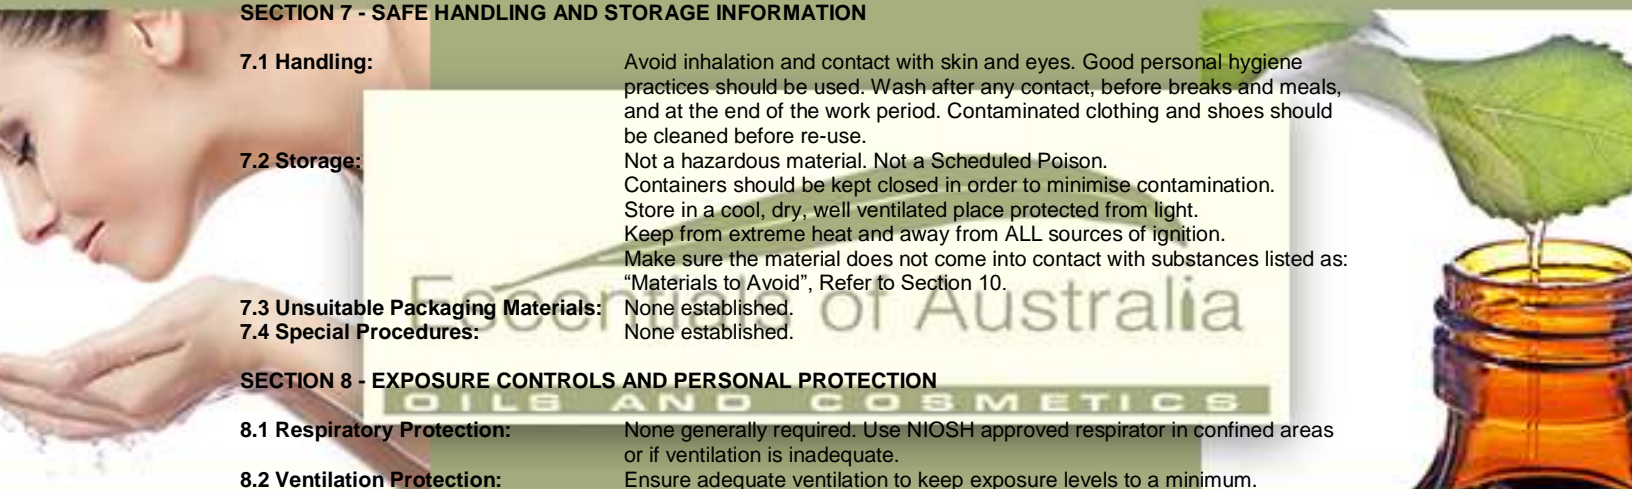 SECTION 7 - SAFE HANDLING AND STORAGE INFORMATION
7.1 Handling: Avoid inhalation and contact with skin and eyes. Good personal hygiene
practices should be used. Wash after any contact, before breaks and meals,
and at the end of the work period. Contaminated clothing and shoes should
be cleaned before re-use.
7.2 Storage: Not a hazardous material. Not a Scheduled Poison.
Containers should be kept closed in order to minimise contamination.
Store in a cool, dry, well ventilated place protected from light.
Keep from extreme heat and away from ALL sources of ignition.
Make sure the material does not come into contact with substances listed as:
“Materials to Avoid”, Refer to Section 10.
Essentials of Australia
7.3 Unsuitable Packaging Materials: None established.
7.4 Special Procedures: None established.
SECTION 8 - EXPOSURE CONTROLS AND PERSONAL PROTECTION
OILS AND COSMETICS
8.1 Respiratory Protection: None generally required. Use NIOSH approved respirator in confined areas
or if ventilation is inadequate.
8.2 Ventilation Protection: Ensure adequate ventilation to keep exposure levels to a minimum.